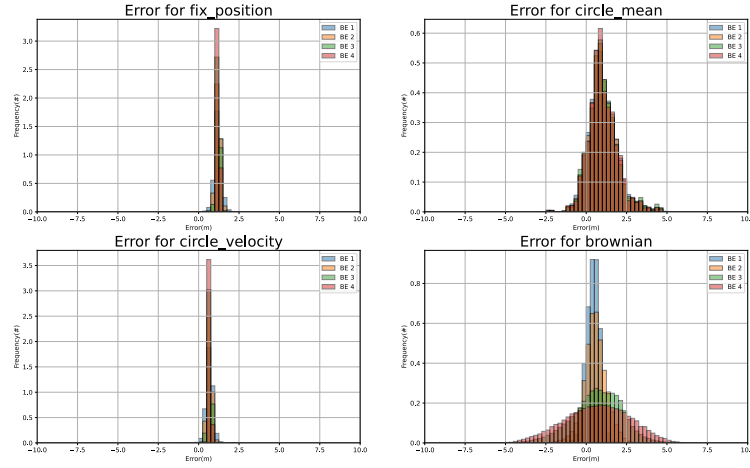 Error for fix_position
Frequency(#)
3.0
2.5
2.0
1.5
1.0
0.5
0.0
BE 1
BE 2
BE 3
BE 4
−10.0 −7.5 −5.0 −2.5 0.0 2.5 5.0 7.5 10.0
Error(m)
Error for circle_mean
Frequency(#)
0.6
0.5
0.4
0.3
0.2
0.1
0.0
BE 1
BE 2
BE 3
BE 4
−10.0 −7.5 −5.0 −2.5 0.0 2.5 5.0 7.5 10.0
Error(m)
Error for circle_velocity
Frequency(#)
3.5
3.0
2.5
2.0
1.5
1.0
0.5
0.0
BE 1
BE 2
BE 3
BE 4
−10.0 −7.5 −5.0 −2.5 0.0 2.5 5.0 7.5 10.0
Error(m)
Error for brownian
Frequency(#)
0.8
0.6
0.4
0.2
0.0
BE 1
BE 2
BE 3
BE 4
−10.0 −7.5 −5.0 −2.5 0.0 2.5 5.0 7.5 10.0
Error(m)